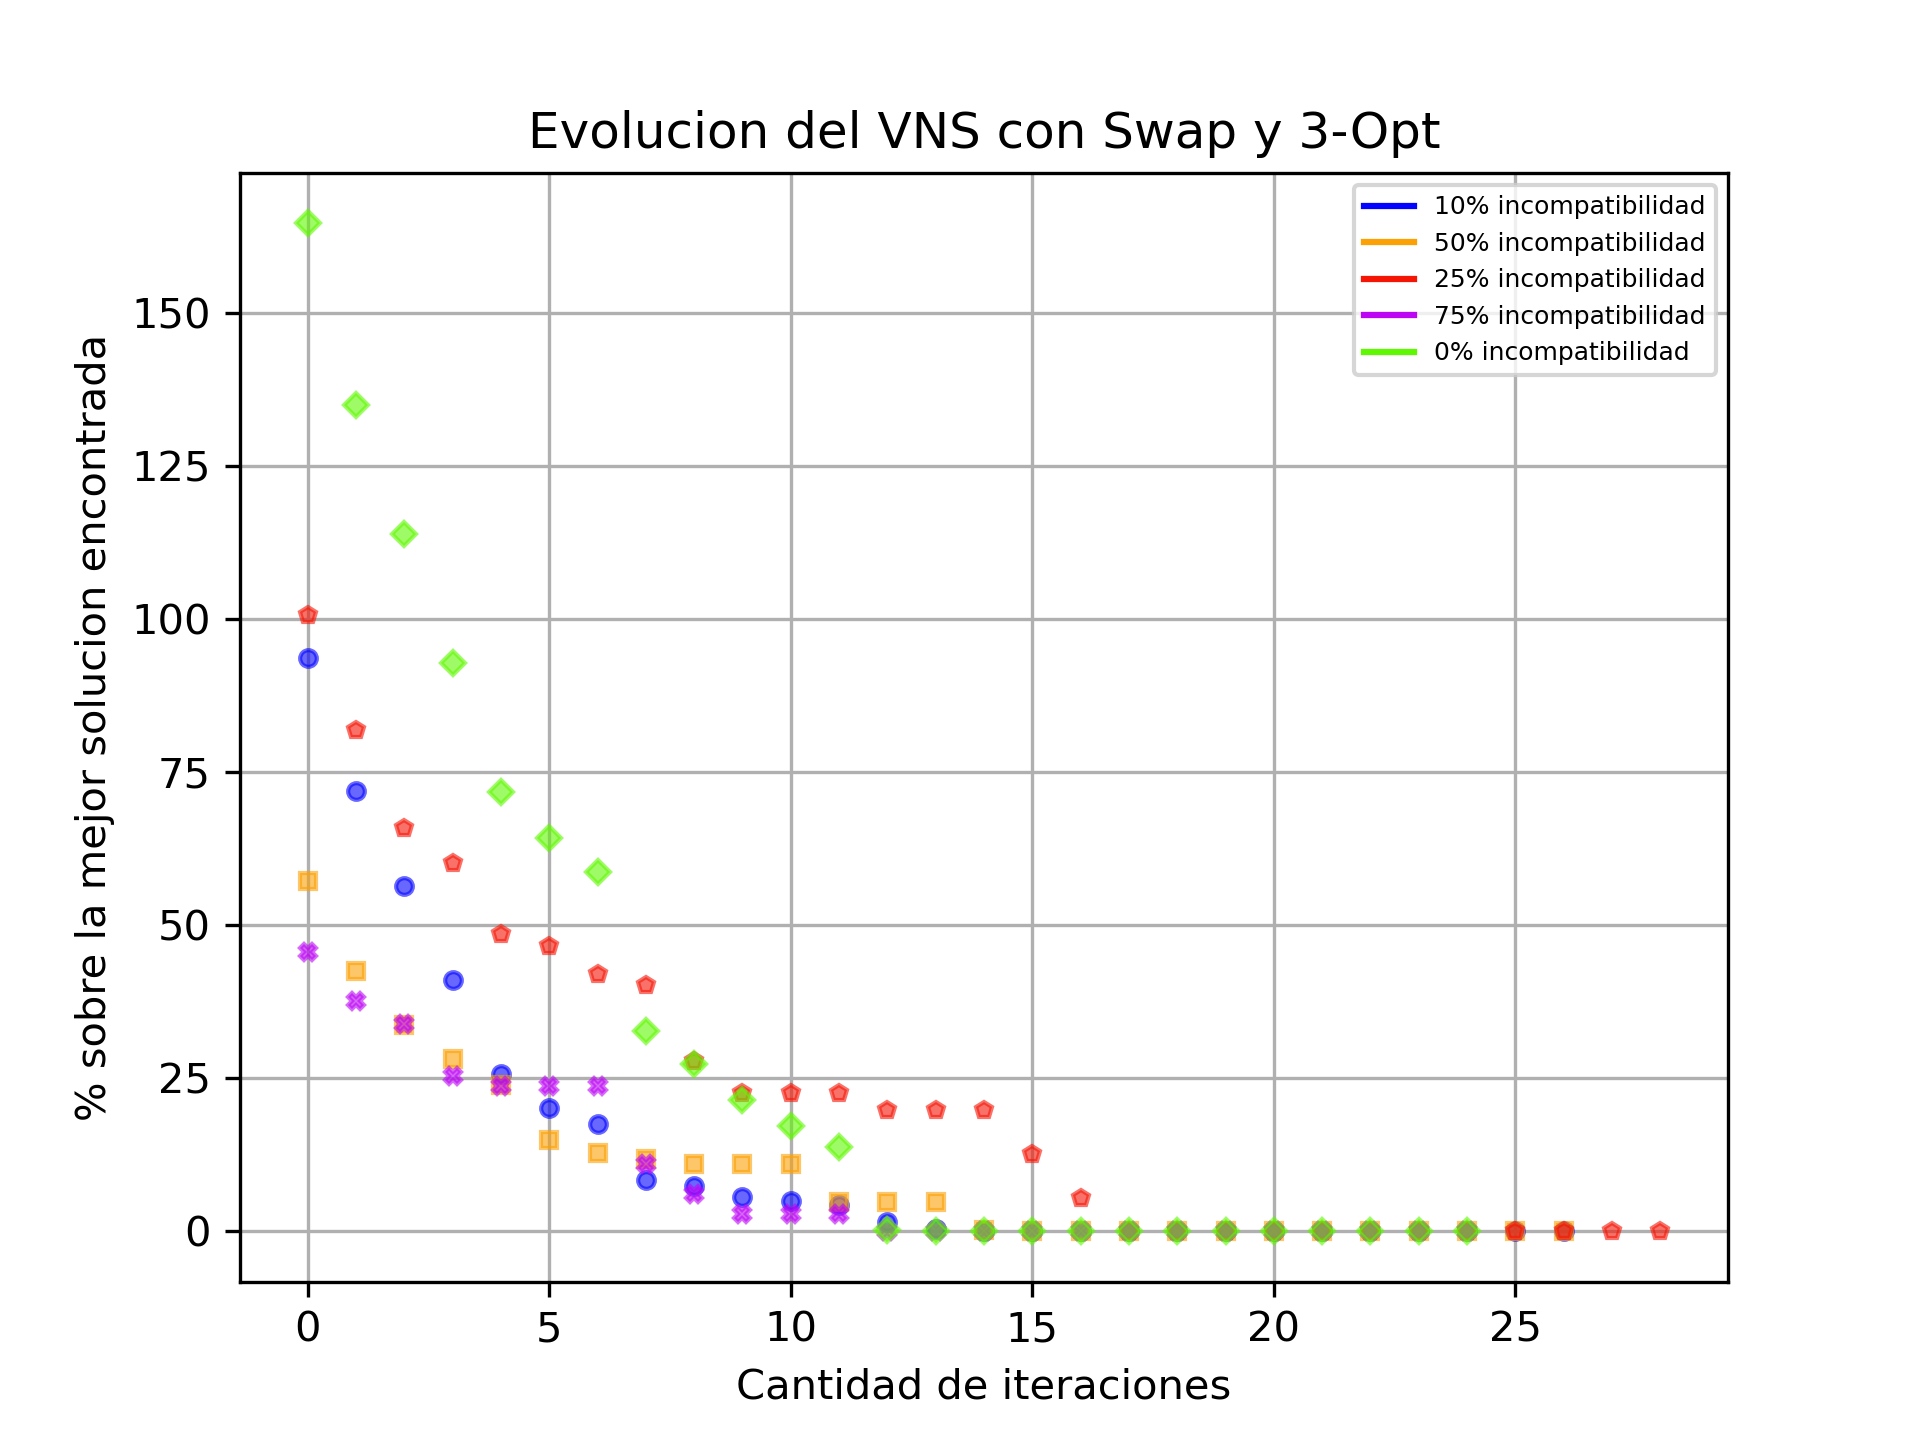 Evolucion del VNS con Swap y 3-Opt
10% incompatibilidad
50% incompatibilidad
25% incompatibilidad
75% incompatibilidad
0% incompatibilidad
% sobre la mejor solucion encontrada
150
125
100
75
50
25
0
0 5 10 15 20 25
Cantidad de iteraciones